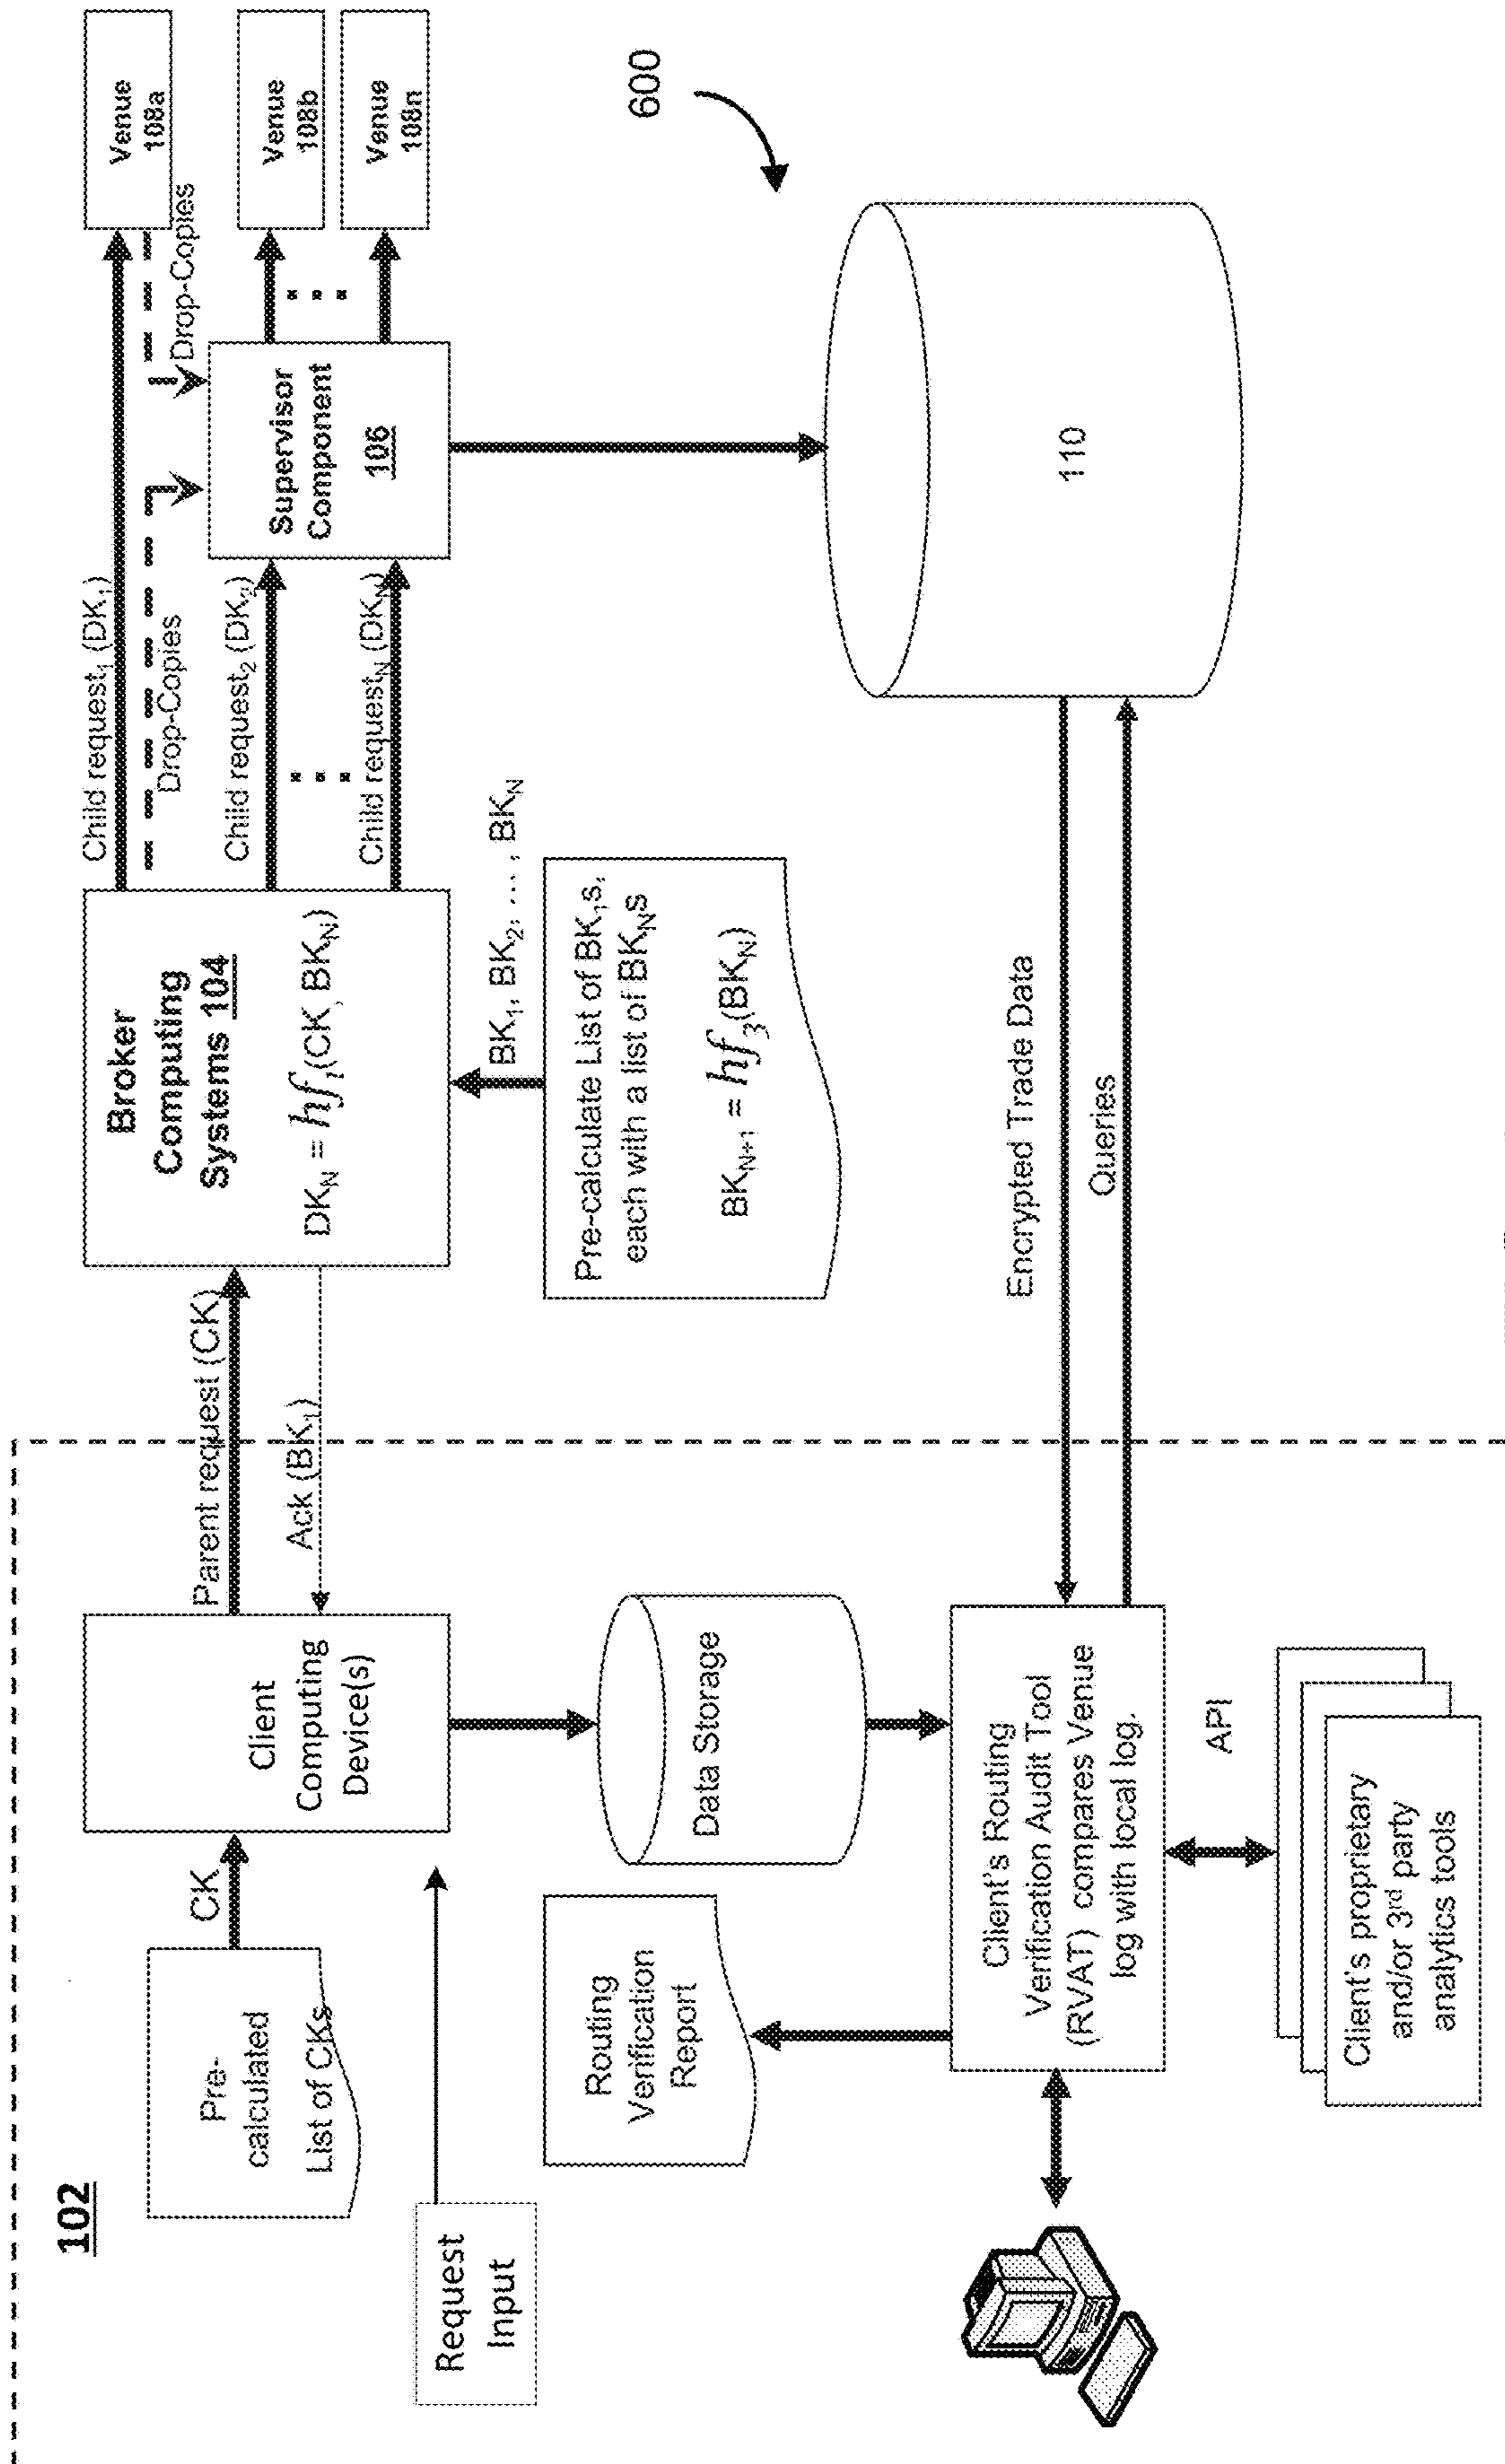 102
Pre-
calculated
List of CKs
CK
Request
Input
Client
Computing
Device(s)
Parent request (CK)
Ack (BK₁)
Broker
Computing
Systems 104
DKN = hf₁(CK, BKN)
BK₁, BK₂, … , BKN
Pre-calculate List of BK₁s,
each with a list of BKNs
BKN+1 = hf₃(BKN)
Child request₁ (DK₁)
Drop-Copies
Child request₂ (DK₂)
Child requestN (DKN)
Supervisor
Component
106
Drop-Copies
Venue
108a
Venue
108b
Venue
108n
600
110
Encrypted Trade Data
Queries
Data Storage
Routing
Verification
Report
Client's Routing
Verification Audit Tool
(RVAT) compares Venue
log with local log.
API
Client's proprietary
and/or 3rd party
analytics tools